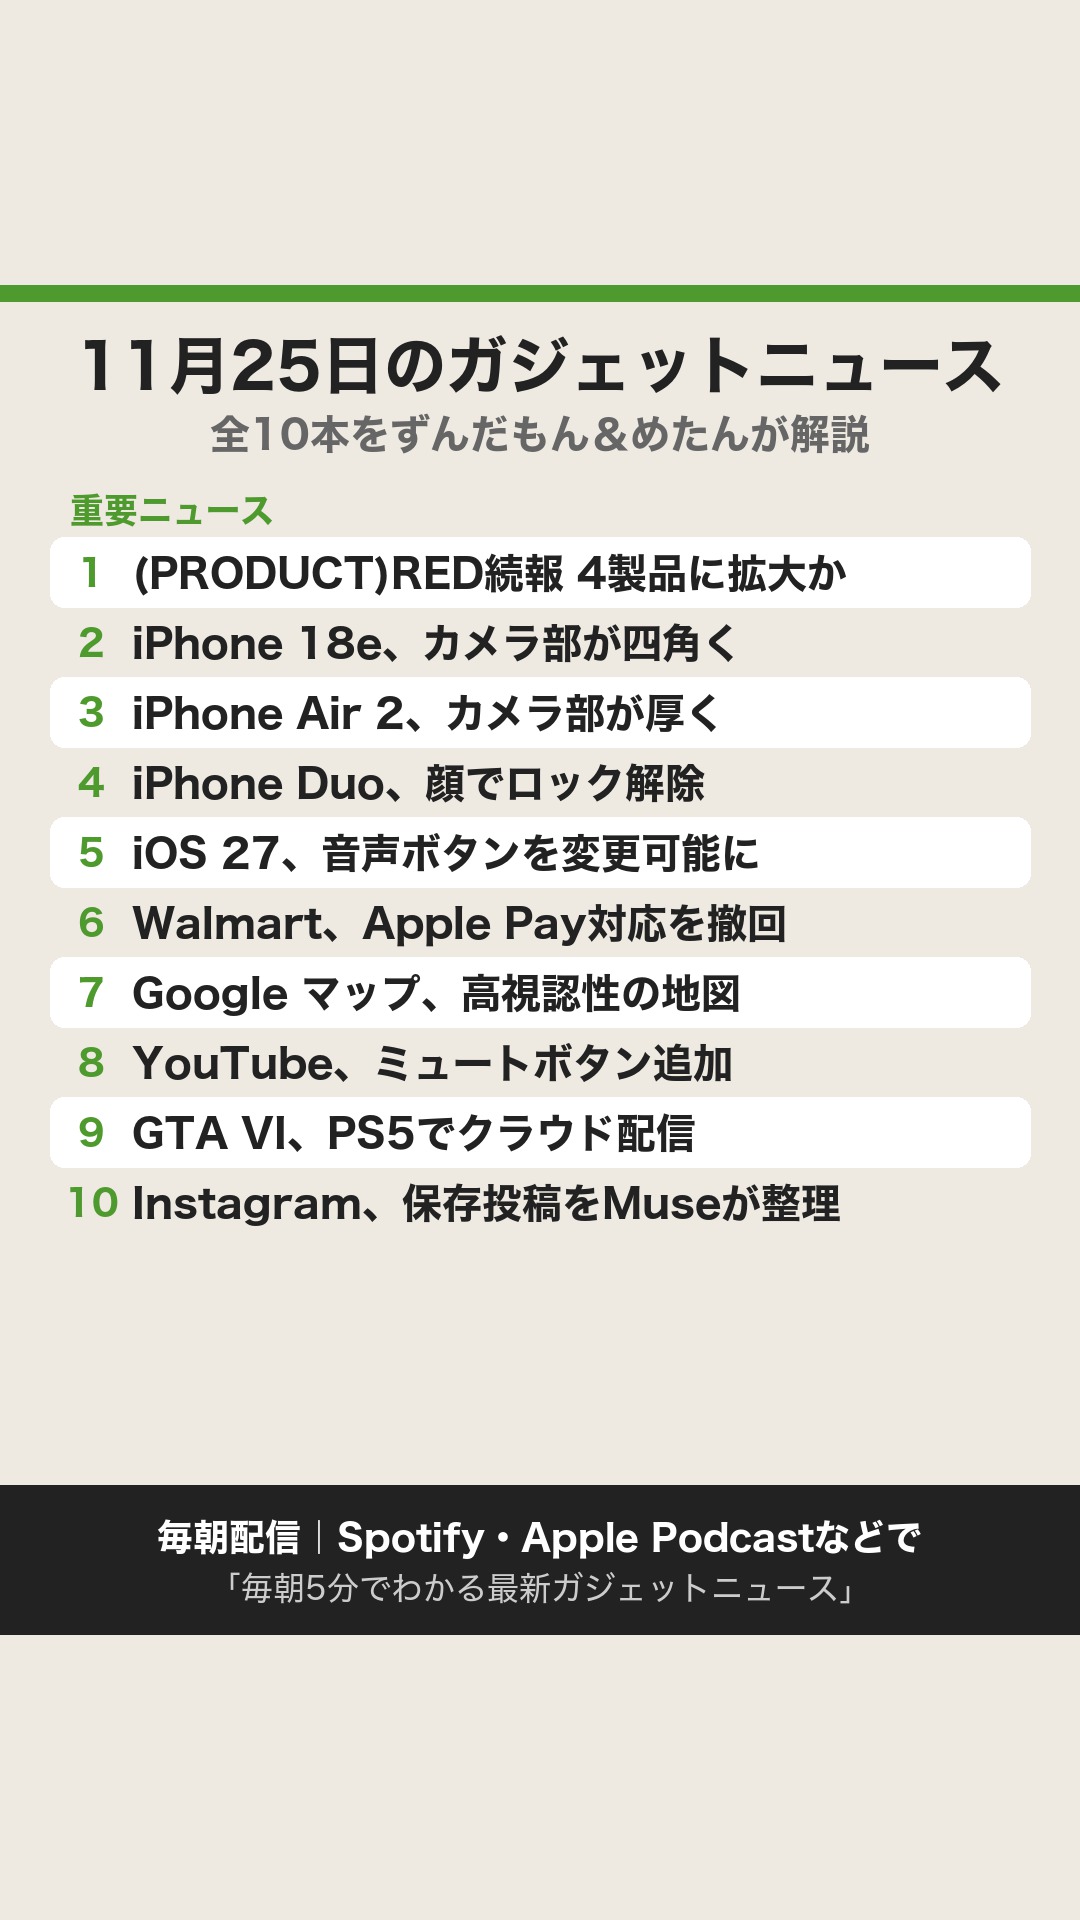 11月25日のガジェットニュース
全10本をずんだもん＆めたんが解説
重要ニュース
1 (PRODUCT)RED続報 4製品に拡大か
2 iPhone 18e、カメラ部が四角く
3 iPhone Air 2、カメラ部が厚く
4 iPhone Duo、顔でロック解除
5 iOS 27、音声ボタンを変更可能に
6 Walmart、Apple Pay対応を撤回
7 Google マップ、高視認性の地図
8 YouTube、ミュートボタン追加
9 GTA VI、PS5でクラウド配信
10 Instagram、保存投稿をMuseが整理
毎朝配信｜Spotify・Apple Podcastなどで
「毎朝5分でわかる最新ガジェットニュース」